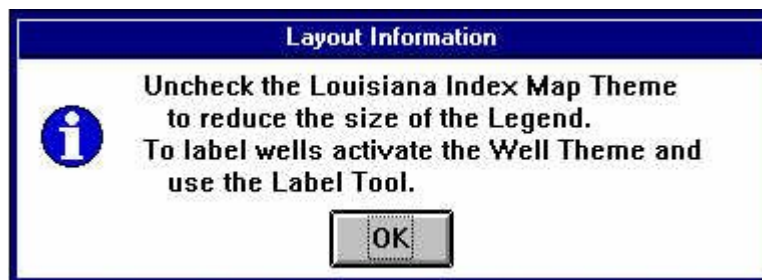 Layout Information
Uncheck the Louisiana Index Map Theme
to reduce the size of the Legend.
To label wells activate the Well Theme and
use the Label Tool.
OK